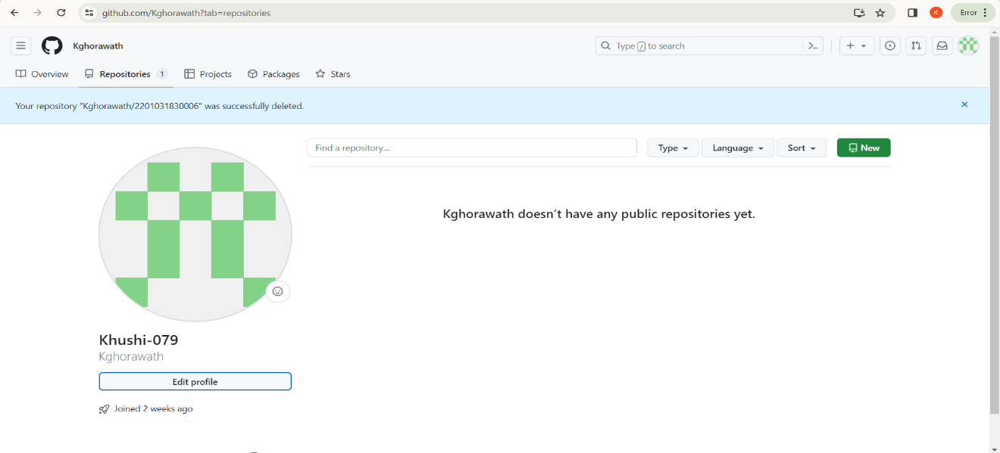 github.com/Kghorawath?tab=repositories
K
Error
Kghorawath
Type / to search
Overview
Repositories 1
Projects
Packages
Stars
Your repository "Kghorawath/2201031830006" was successfully deleted.
Find a repository...
Type
Language
Sort
New
Kghorawath doesn’t have any public repositories yet.
Khushi-079
Kghorawath
Edit profile
Joined 2 weeks ago